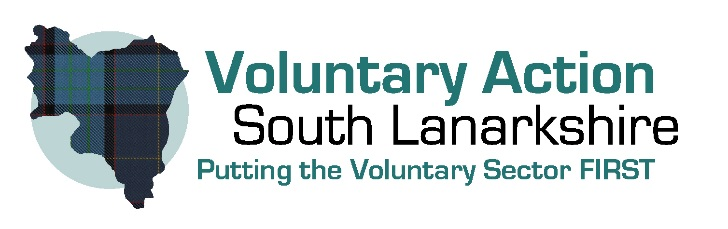 Voluntary Action
South Lanarkshire
Putting the Voluntary Sector FIRST